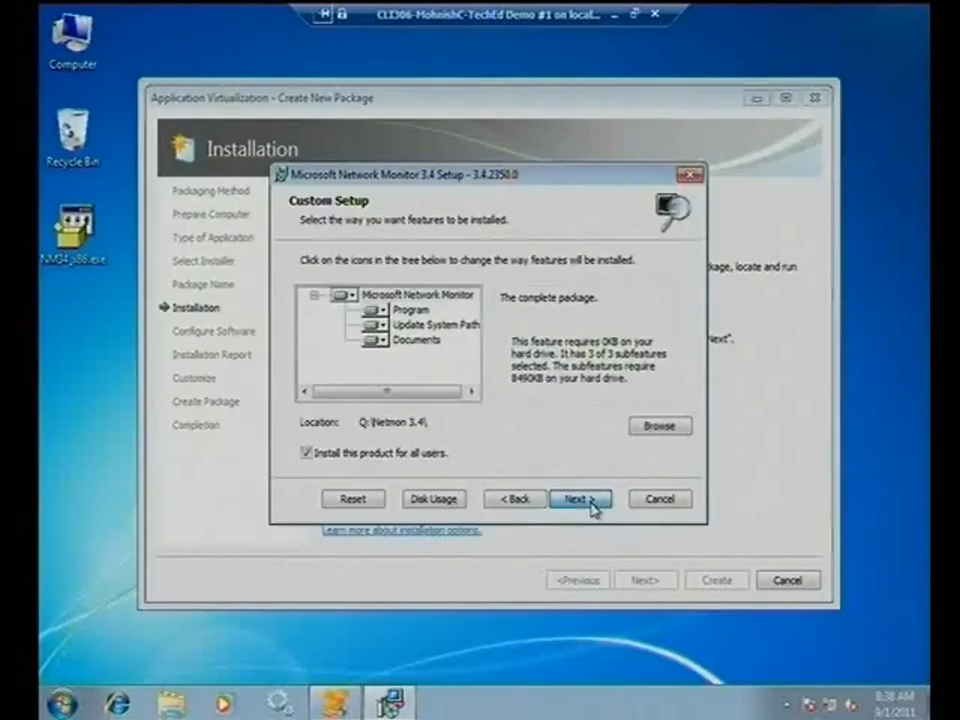 CLI306-MohnishC-TechEd Demo #1 on local...
Computer
Recycle Bin
NM34_x86.exe
Application Virtualization - Create New Package
Installation
Packaging Method
Prepare Computer
Type of Application
Select Installer
Package Name
Installation
Configure Software
Installation Report
Customize
Create Package
Completion
kage, locate and run
Next".
Microsoft Network Monitor 3.4 Setup - 3.4.2350.0
Custom Setup
Select the way you want features to be installed.
Click on the icons in the tree below to change the way features will be installed.
Microsoft Network Monitor
Program
Update System Path
Documents
The complete package.
This feature requires 0KB on your
hard drive. It has 3 of 3 subfeatures
selected. The subfeatures require
8490KB on your hard drive.
Location: Q:\Netmon 3.4\
Browse
Install this product for all users.
Reset Disk Usage < Back Next > Cancel
Learn more about installation options.
<Previous Next> Create Cancel
8:38 AM
9/1/2011